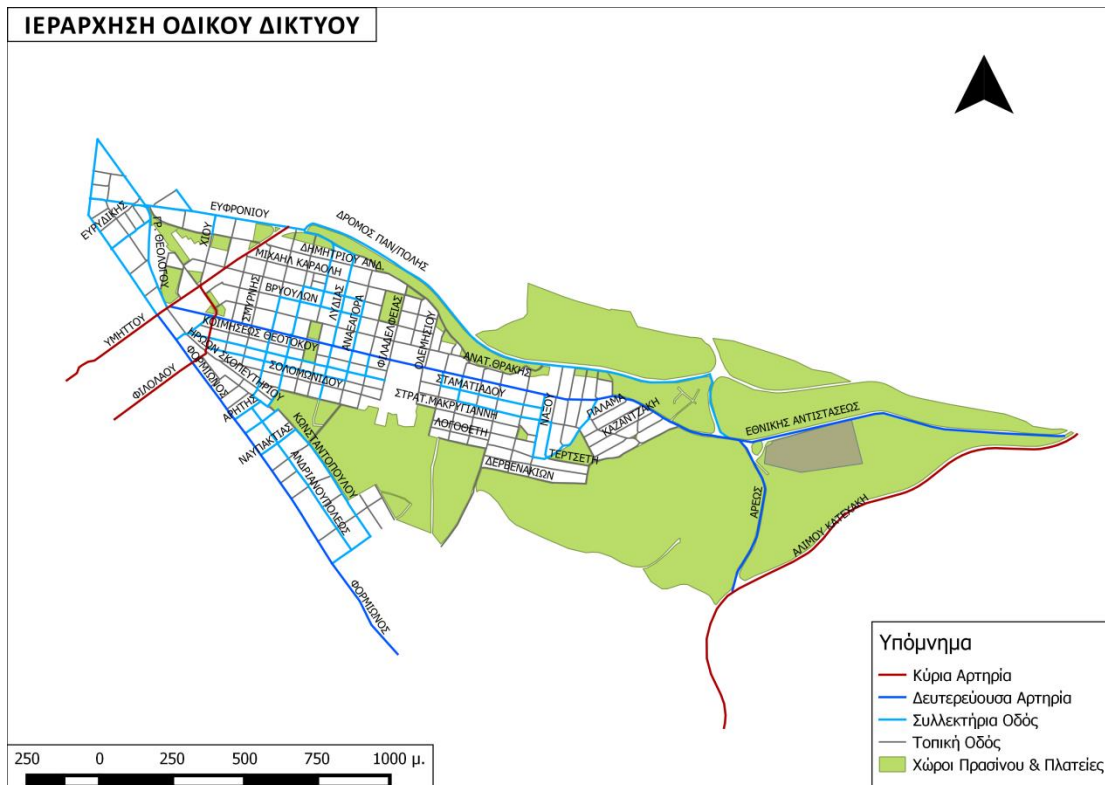 ΙΕΡΑΡΧΗΣΗ ΟΔΙΚΟΥ ΔΙΚΤΥΟΥ
ΕΥΦΡΟΝΙΟΥ
ΕΥΡΥΔΙΚΗΣ
ΓΡ. ΘΕΟΛΟΓΟΥ
ΧΙΟΥ
ΔΡΟΜΟΣ ΠΑΝ/ΠΟΛΗΣ
ΔΗΜΗΤΡΙΟΥ ΑΝΔ.
ΜΙΧΑΗΛ ΚΑΡΑΟΛΗ
ΒΡΥΟΥΛΩΝ
ΣΜΥΡΝΗΣ
ΛΥΔΙΑΣ
ΑΝΑΞΑΓΟΡΑ
ΦΙΛΑΔΕΛΦΕΙΑΣ
ΟΔΕΜΗΣΙΟΥ
ΥΜΗΤΤΟΥ
ΚΟΙΜΗΣΕΩΣ ΘΕΟΤΟΚΟΥ
ΗΡΩΩΝ ΣΚΟΠΕΥΤΗΡΙΟΥ
ΣΟΛΟΜΩΝΙΔΟΥ
ΦΙΛΟΛΑΟΥ
ΦΟΡΜΙΩΝΟΣ
ΑΡΗΤΗΣ
ΝΑΥΠΑΚΤΙΑΣ
ΚΩΝΣΤΑΝΤΟΠΟΥΛΟΥ
ΑΝΔΡΙΑΝΟΥΠΟΛΕΩΣ
ΑΝΑΤ.ΘΡΑΚΗΣ
ΣΤΑΜΑΤΙΑΔΟΥ
ΣΤΡΑΤ.ΜΑΚΡΥΓΙΑΝΝΗ
ΛΟΓΟΘΕΤΗ
ΝΑΞΟΥ
ΠΑΛΑΜΑ
ΚΑΖΑΝΤΖΑΚΗ
ΤΕΡΤΣΕΤΗ
ΔΕΡΒΕΝΑΚΙΩΝ
ΕΘΝΙΚΗΣ ΑΝΤΙΣΤΑΣΕΩΣ
ΑΡΕΩΣ
ΑΛΙΜΟΥ ΚΑΤΕΧΑΚΗ
ΦΟΡΜΙΩΝΟΣ
Υπόμνημα
Κύρια Αρτηρία
Δευτερεύουσα Αρτηρία
Συλλεκτήρια Οδός
Τοπική Οδός
Χώροι Πρασίνου & Πλατείες
250 0 250 500 750 1000 μ.